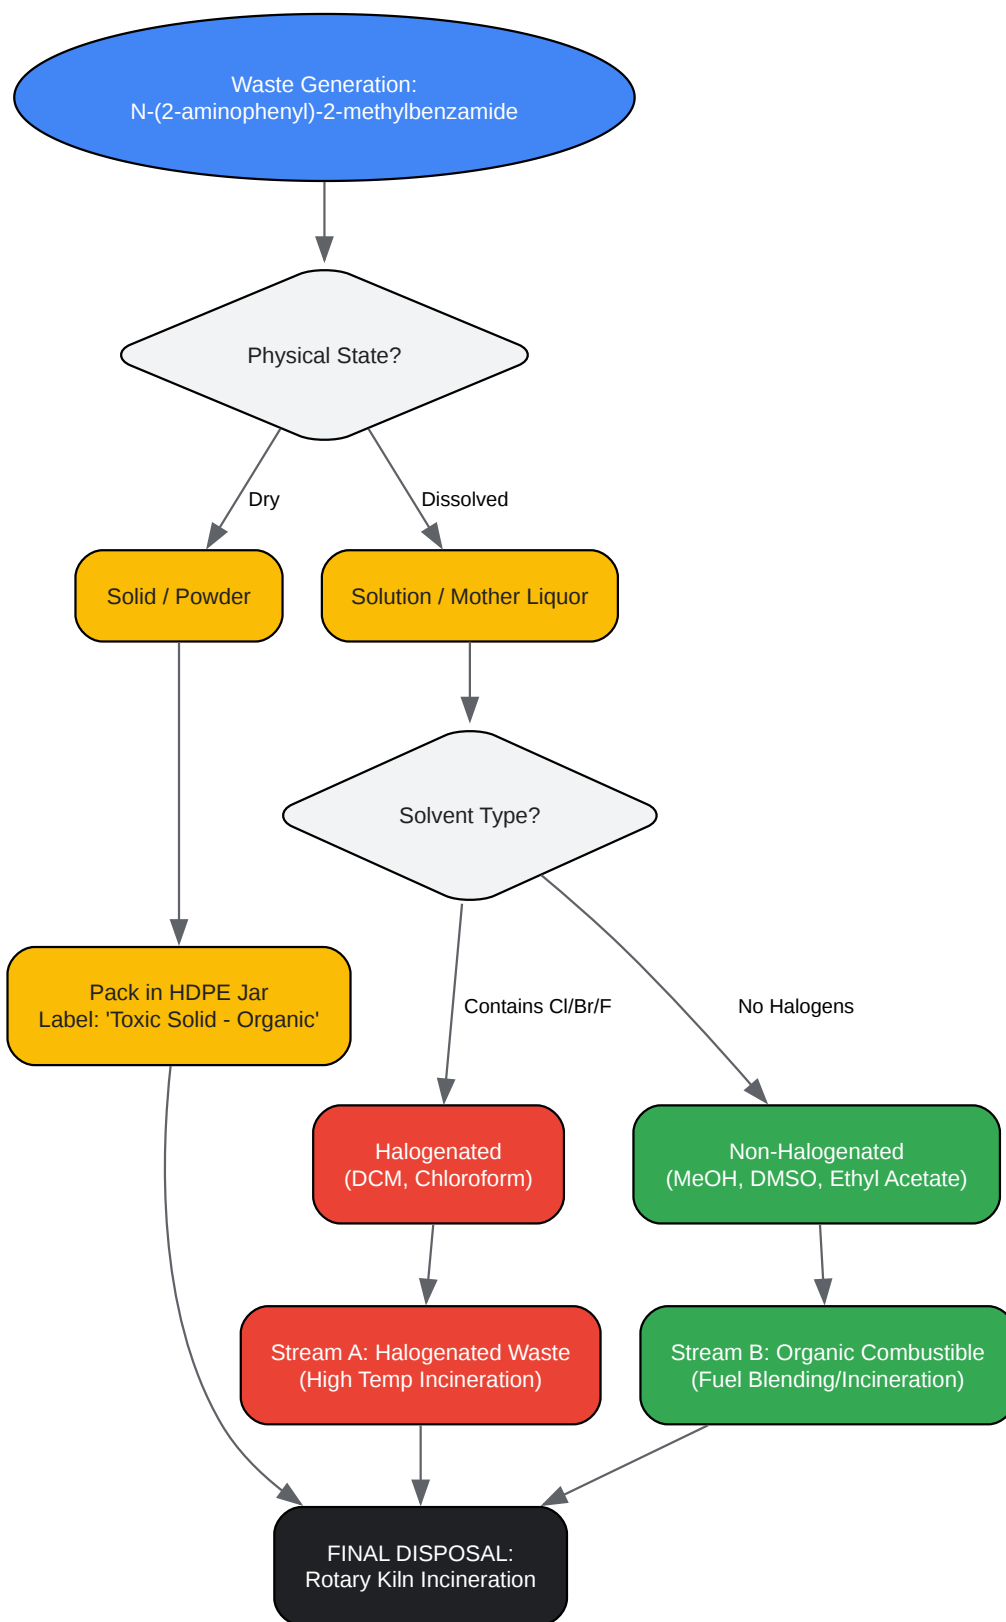 Waste Generation:
N-(2-aminophenyl)-2-methylbenzamide
Physical State?
Dry
Dissolved
Solid / Powder
Solution / Mother Liquor
Solvent Type?
Pack in HDPE Jar
Label: 'Toxic Solid - Organic'
Contains Cl/Br/F
No Halogens
Halogenated
(DCM, Chloroform)
Non-Halogenated
(MeOH, DMSO, Ethyl Acetate)
Stream A: Halogenated Waste
(High Temp Incineration)
Stream B: Organic Combustible
(Fuel Blending/Incineration)
FINAL DISPOSAL:
Rotary Kiln Incineration